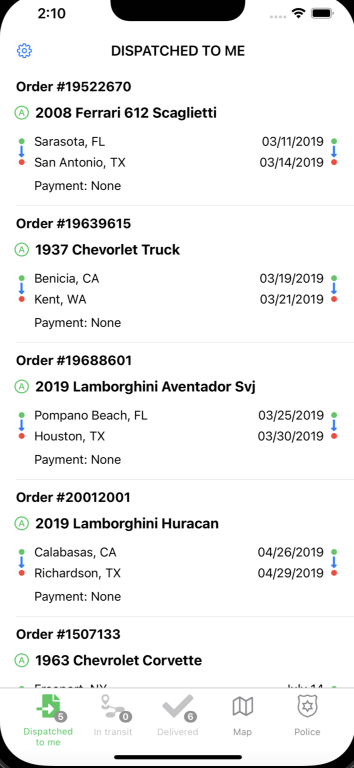 2:10
DISPATCHED TO ME
Order #19522670
A 2008 Ferrari 612 Scaglietti
Sarasota, FL 03/11/2019
San Antonio, TX 03/14/2019
Payment: None
Order #19639615
A 1937 Chevorlet Truck
Benicia, CA 03/19/2019
Kent, WA 03/21/2019
Payment: None
Order #19688601
A 2019 Lamborghini Aventador Svj
Pompano Beach, FL 03/25/2019
Houston, TX 03/30/2019
Payment: None
Order #20012001
A 2019 Lamborghini Huracan
Calabasas, CA 04/26/2019
Richardson, TX 04/29/2019
Payment: None
Order #1507133
A 1963 Chevrolet Corvette
Freeport, NY July 14
5 0 6
Dispatched to me In transit Delivered Map Police